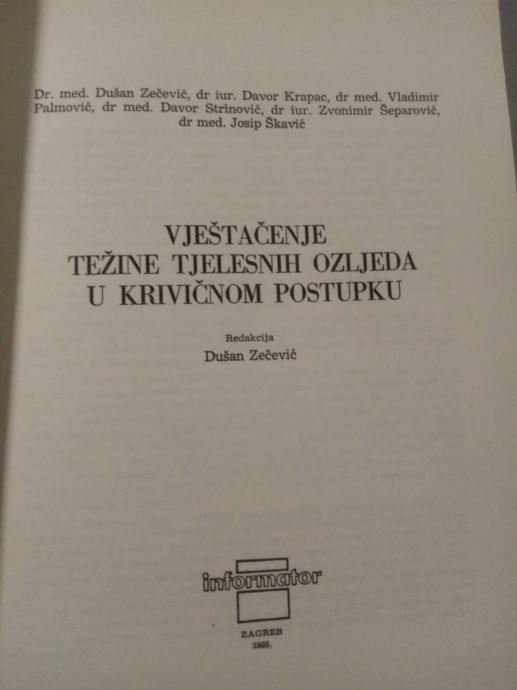 Dr. med. Dušan Zečević, dr iur. Davor Krapac, dr med. Vladimir
Palmović, dr med. Davor Strinović, dr iur. Zvonimir Šeparović,
dr med. Josip Škavić
VJEŠTAČENJE
TEŽINE TJELESNIH OZLJEDA
U KRIVIČNOM POSTUPKU
Redakcija
Dušan Zečević
informator
ZAGREB